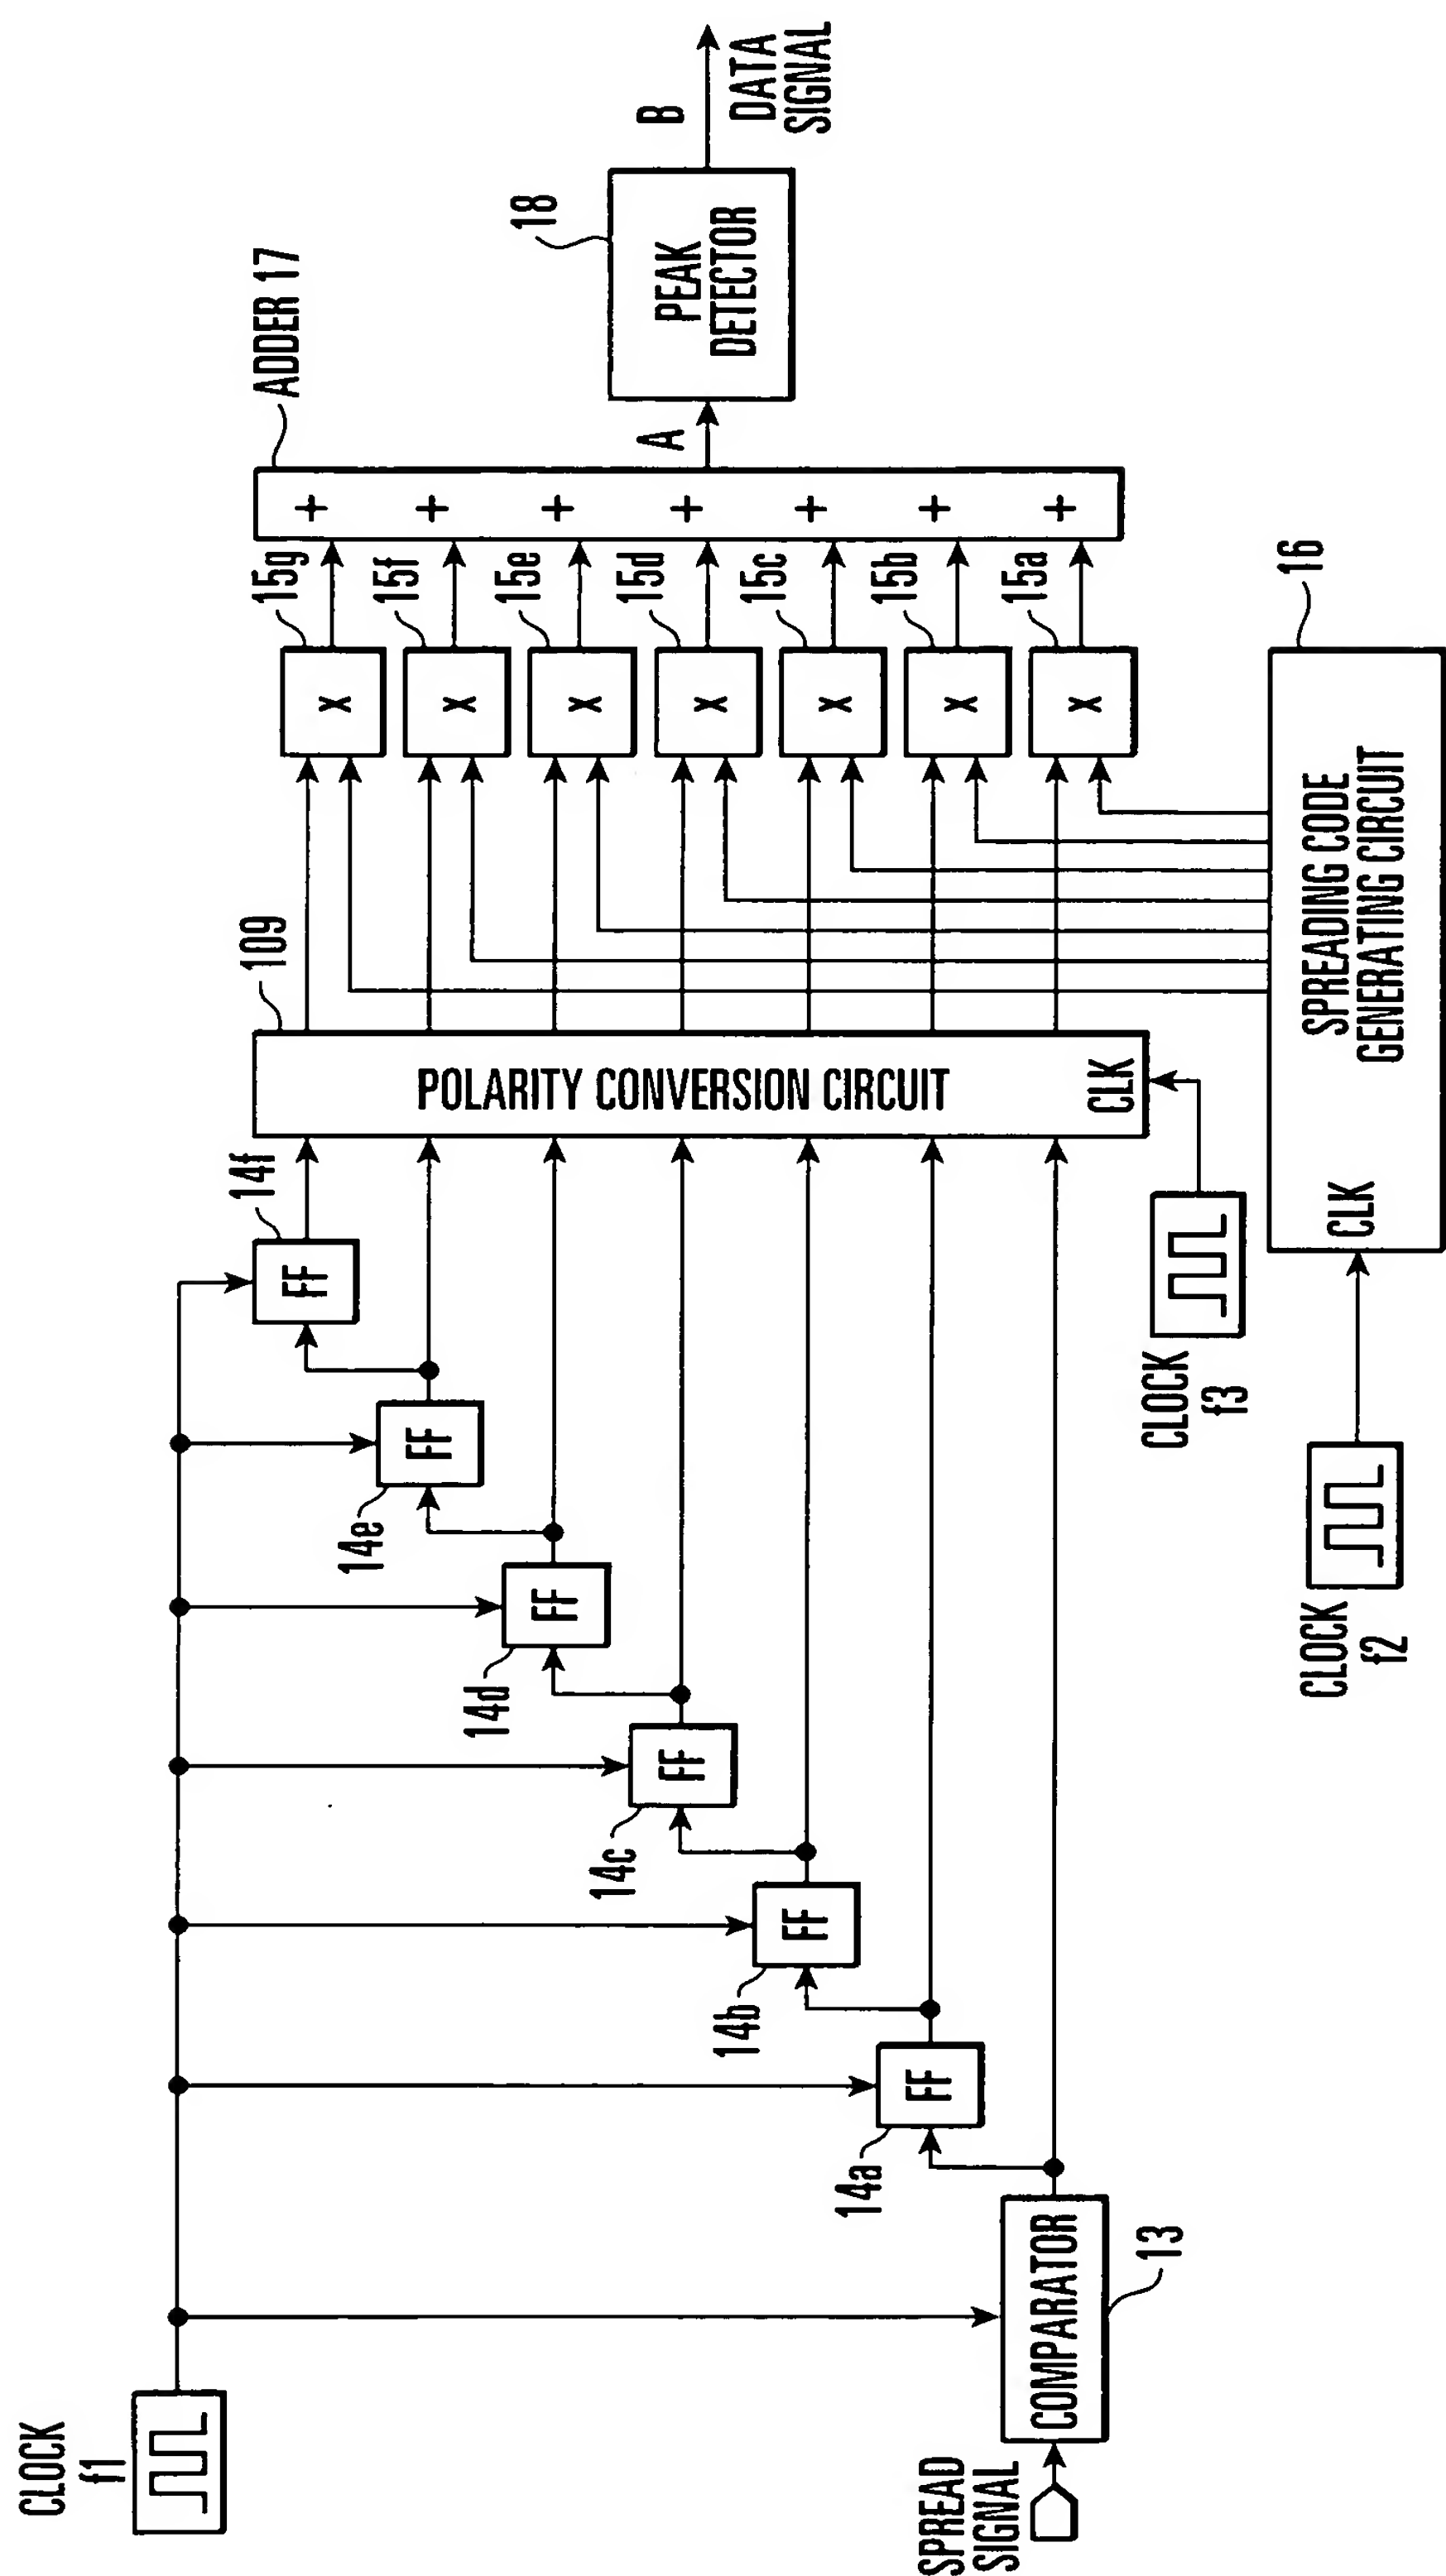 CLOCK
f1
SPREAD
SIGNAL
COMPARATOR
13
14a
FF
14b
FF
14c
FF
14d
FF
14e
FF
14f
FF
CLOCK
f2
CLOCK
f3
POLARITY CONVERSION CIRCUIT
CLK
109
SPREADING CODE
GENERATING CIRCUIT
CLK
16
X
15g
X
15f
X
15e
X
15d
X
15c
X
15b
X
15a
+
+
+
+
+
+
+
ADDER 17
A
PEAK
DETECTOR
18
B
DATA
SIGNAL